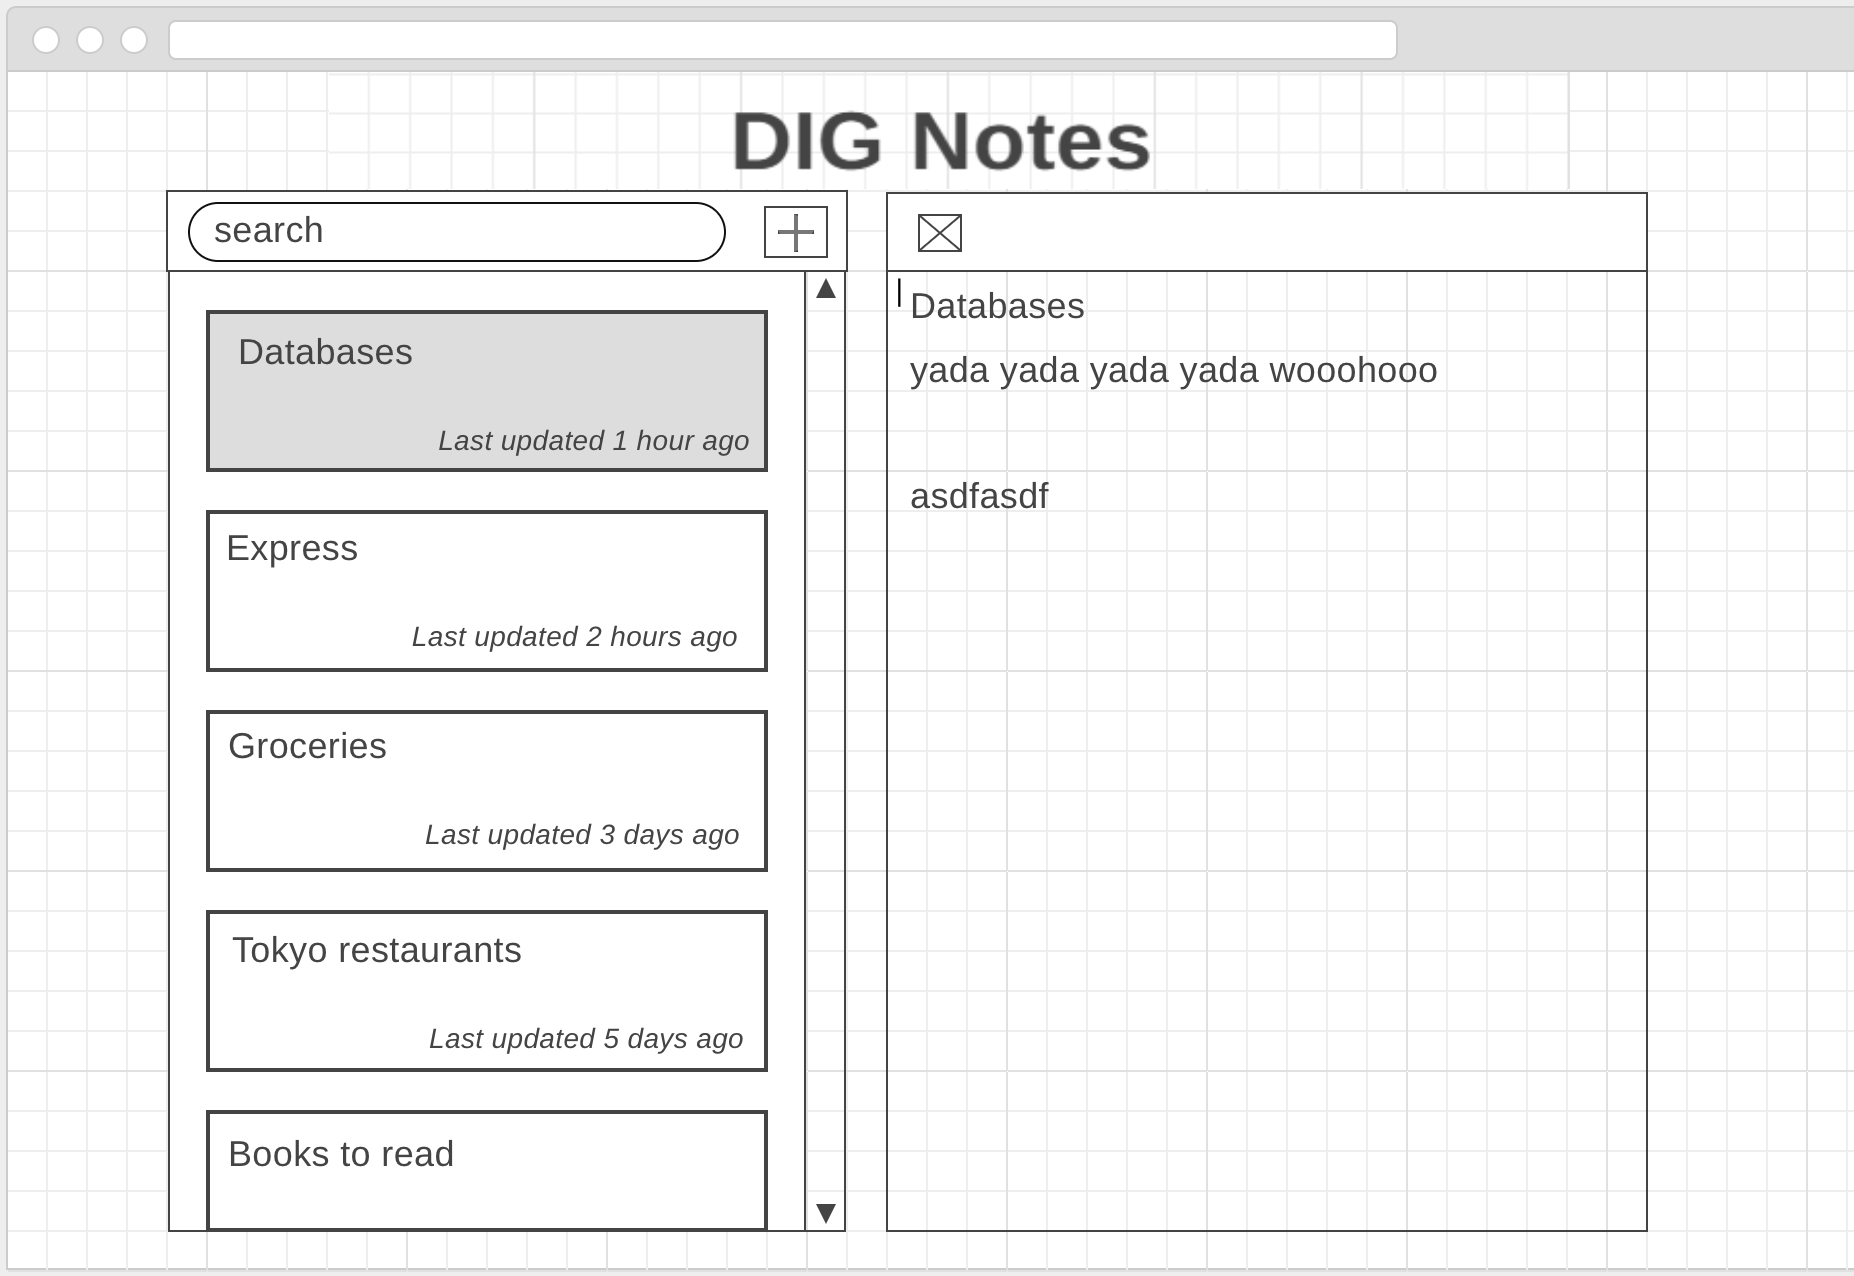 DIG Notes
search
Databases
Last updated 1 hour ago
Express
Last updated 2 hours ago
Groceries
Last updated 3 days ago
Tokyo restaurants
Last updated 5 days ago
Books to read
Databases
yada yada yada yada wooohooo
asdfasdf